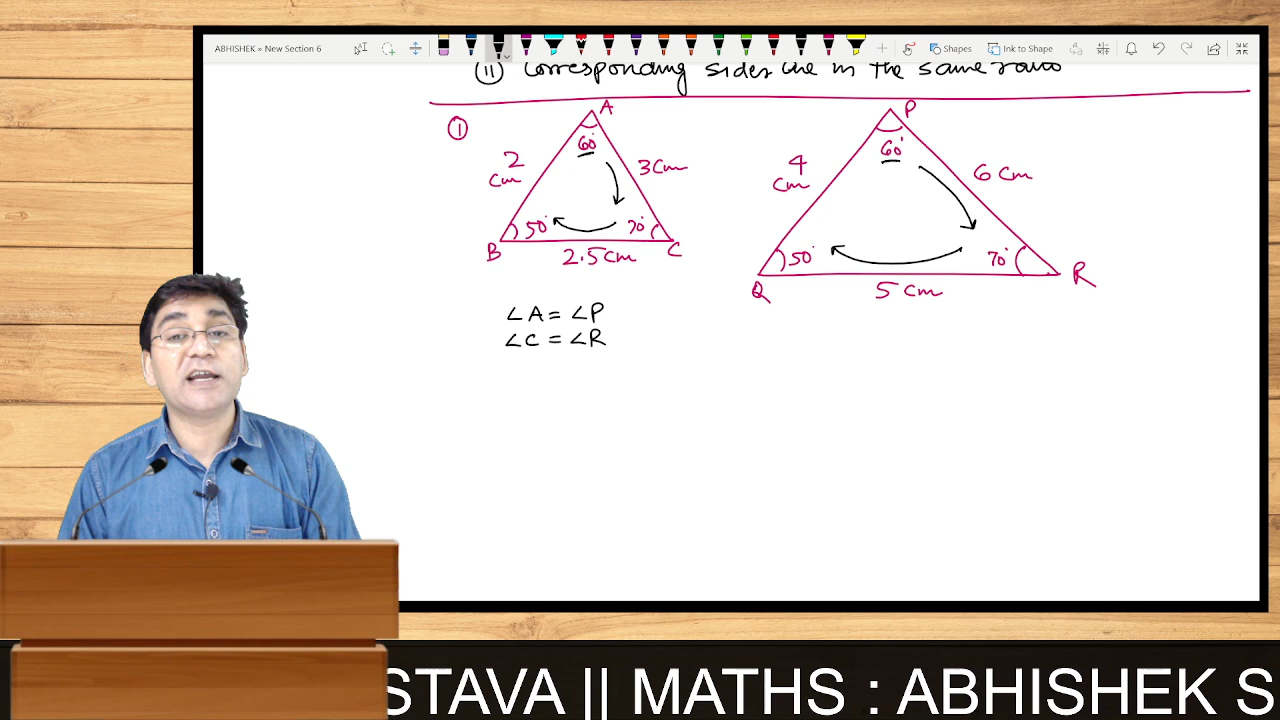 ABHISHEK » New Section 6
Shapes
Ink to Shape
(ii) Corresponding sides are in the same ratio
①
A
60°
2
cm
3cm
50°
70°
B
2.5cm
C
P
60°
4
cm
6 cm
50°
70°
Q
5 cm
R
∠A = ∠P
∠C = ∠R
STAVA || MATHS : ABHISHEK S